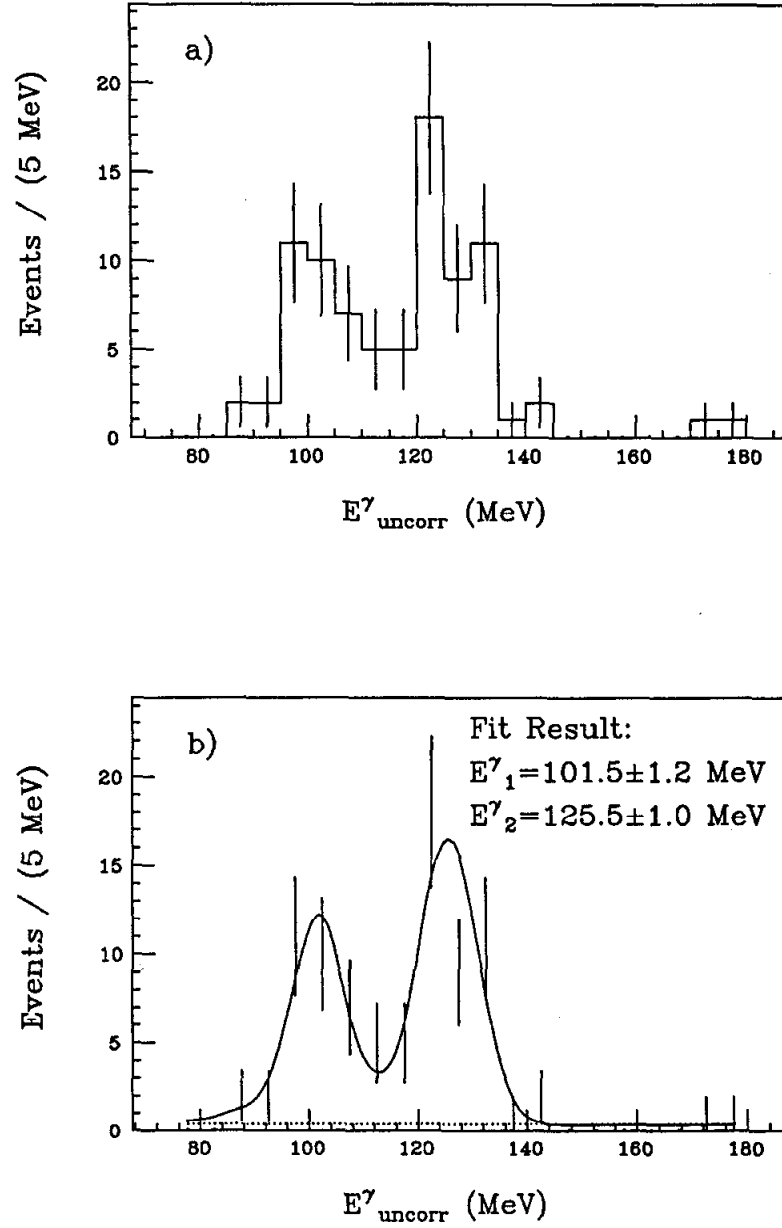 a)
Events / (5 MeV)
20
15
10
5
0
80 100 120 140 160 180
E^γ_uncorr (MeV)
b)
Fit Result:
E^γ_1=101.5±1.2 MeV
E^γ_2=125.5±1.0 MeV
Events / (5 MeV)
20
15
10
5
0
80 100 120 140 160 180
E^γ_uncorr (MeV)